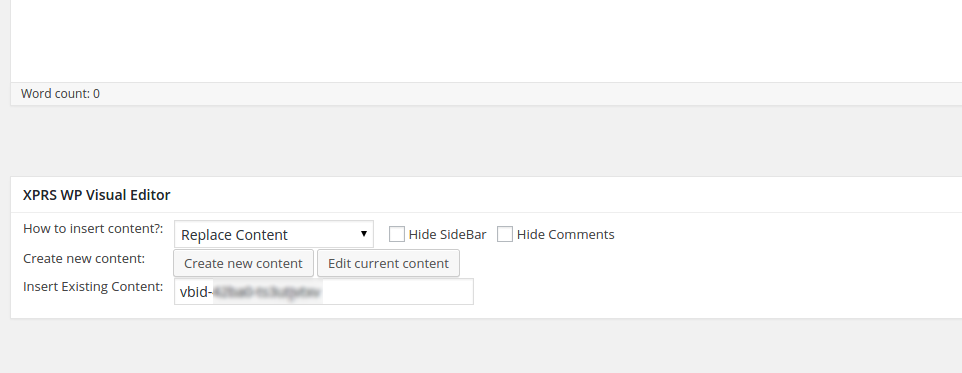 Word count: 0
XPRS WP Visual Editor
How to insert content?: Replace Content Hide SideBar Hide Comments
Create new content: Create new content Edit current content
Insert Existing Content: vbid-